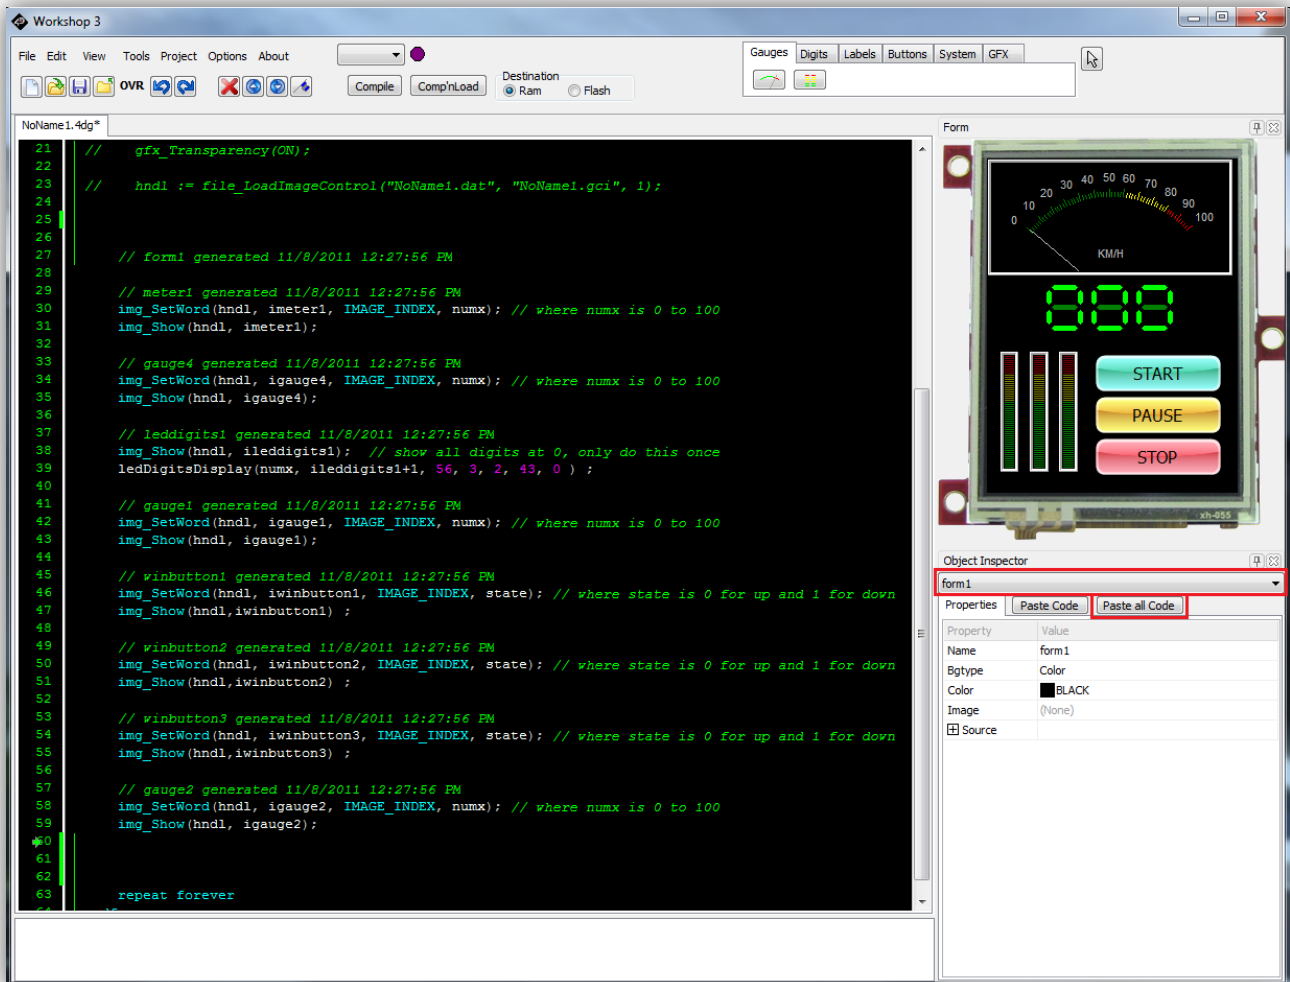 Workshop 3
File Edit View Tools Project Options About
OVR
Compile Comp'nLoad
Destination
Ram Flash
Gauges Digits Labels Buttons System GFX
NoName1.4dg*
21 // gfx_Transparency(ON);
22
23 // hndl := file_LoadImageControl("NoName1.dat", "NoName1.gci", 1);
24
25
26
27 // form1 generated 11/8/2011 12:27:56 PM
28
29 // meter1 generated 11/8/2011 12:27:56 PM
30 img_SetWord(hndl, imeter1, IMAGE_INDEX, numx); // where numx is 0 to 100
31 img_Show(hndl, imeter1);
32
33 // gauge4 generated 11/8/2011 12:27:56 PM
34 img_SetWord(hndl, igauge4, IMAGE_INDEX, numx); // where numx is 0 to 100
35 img_Show(hndl, igauge4);
36
37 // leddigits1 generated 11/8/2011 12:27:56 PM
38 img_Show(hndl, ileddigits1); // show all digits at 0, only do this once
39 ledDigitsDisplay(numx, ileddigits1+1, 56, 3, 2, 43, 0 ) ;
40
41 // gauge1 generated 11/8/2011 12:27:56 PM
42 img_SetWord(hndl, igauge1, IMAGE_INDEX, numx); // where numx is 0 to 100
43 img_Show(hndl, igauge1);
44
45 // winbutton1 generated 11/8/2011 12:27:56 PM
46 img_SetWord(hndl, iwinbutton1, IMAGE_INDEX, state); // where state is 0 for up and 1 for down
47 img_Show(hndl,iwinbutton1) ;
48
49 // winbutton2 generated 11/8/2011 12:27:56 PM
50 img_SetWord(hndl, iwinbutton2, IMAGE_INDEX, state); // where state is 0 for up and 1 for down
51 img_Show(hndl,iwinbutton2) ;
52
53 // winbutton3 generated 11/8/2011 12:27:56 PM
54 img_SetWord(hndl, iwinbutton3, IMAGE_INDEX, state); // where state is 0 for up and 1 for down
55 img_Show(hndl,iwinbutton3) ;
56
57 // gauge2 generated 11/8/2011 12:27:56 PM
58 img_SetWord(hndl, igauge2, IMAGE_INDEX, numx); // where numx is 0 to 100
59 img_Show(hndl, igauge2);
60
61
62
63 repeat forever
Form
0 10 20 30 40 50 60 70 80 90 100
KM/H
START
PAUSE
STOP
xh-055
Object Inspector
form1
Properties Paste Code Paste all Code
Property Value
Name form1
Bgtype Color
Color BLACK
Image (None)
Source